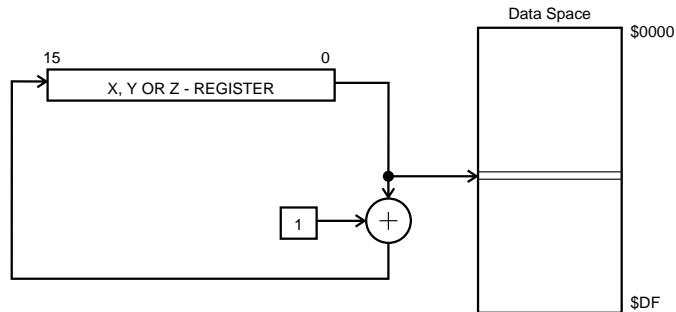 Data Space
$0000
15 0
X, Y OR Z - REGISTER
1
+
$DF